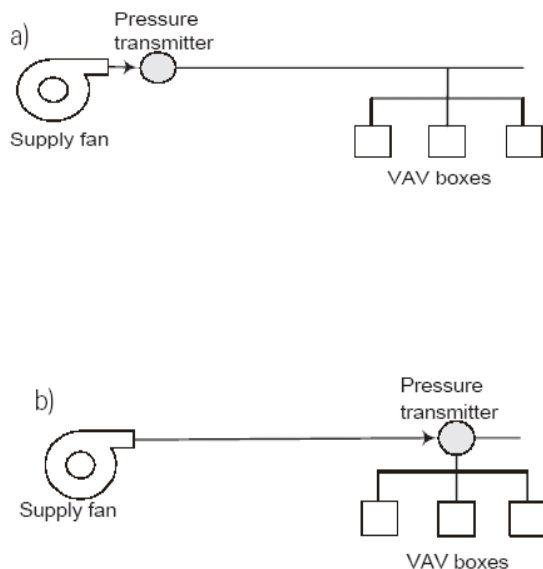 a)
Pressure
transmitter
Supply fan
VAV boxes
b)
Pressure
transmitter
Supply fan
VAV boxes